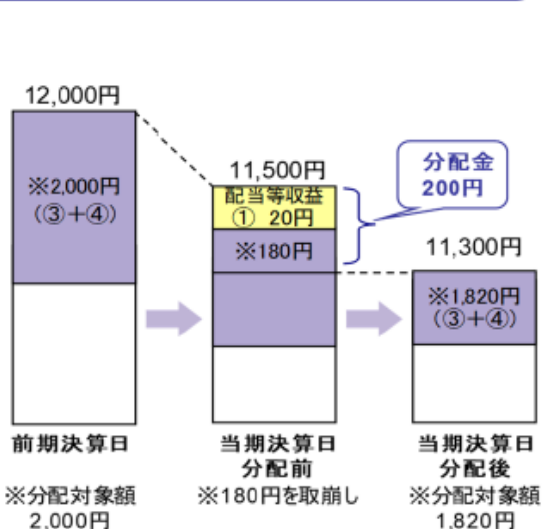 12,000円
※2,000円
(③+④)
前期決算日
※分配対象額
2,000円
11,500円
配当等収益
① 20円
※180円
当期決算日
分配前
※180円を取崩し
分配金
200円
11,300円
※1,820円
(③+④)
当期決算日
分配後
※分配対象額
1,820円